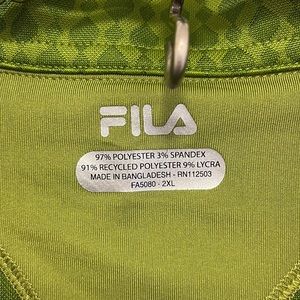 FILA
97% POLYESTER 3% SPANDEX
91% RECYCLED POLYESTER 9% LYCRA
MADE IN BANGLADESH - RN112503
FA5080 - 2XL